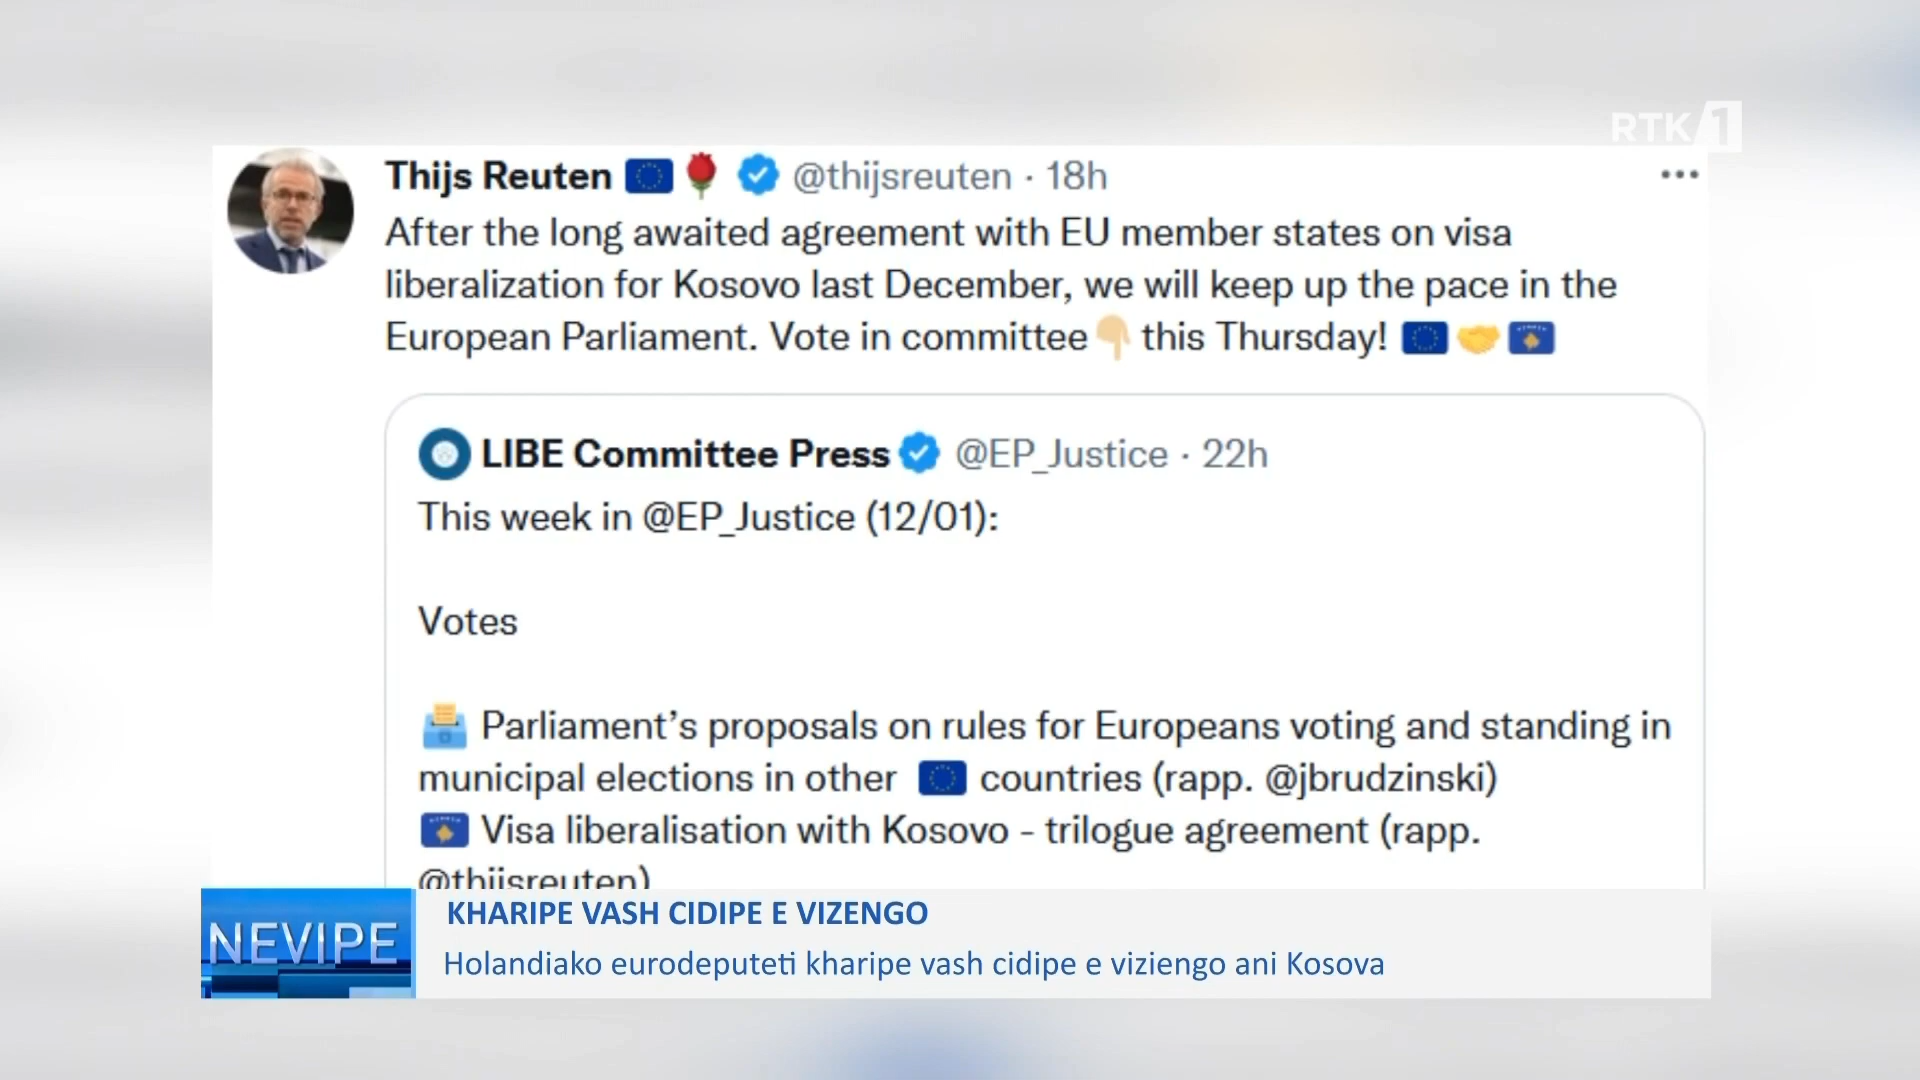 RTK 1
Thijs Reuten 🇪🇺🌹 @thijsreuten · 18h
After the long awaited agreement with EU member states on visa
liberalization for Kosovo last December, we will keep up the pace in the
European Parliament. Vote in committee 👇🏼 this Thursday! 🇪🇺🤝🇽🇰
LIBE Committee Press @EP_Justice · 22h
This week in @EP_Justice (12/01):
Votes
🗳️ Parliament’s proposals on rules for Europeans voting and standing in
municipal elections in other 🇪🇺 countries (rapp. @jbrudzinski)
🇽🇰 Visa liberalisation with Kosovo - trilogue agreement (rapp.
@thijsreuten)
NEVIPE
KHARIPE VASH CIDIPE E VIZENGO
Holandiako eurodeputeti kharipe vash cidipe e viziengo ani Kosova